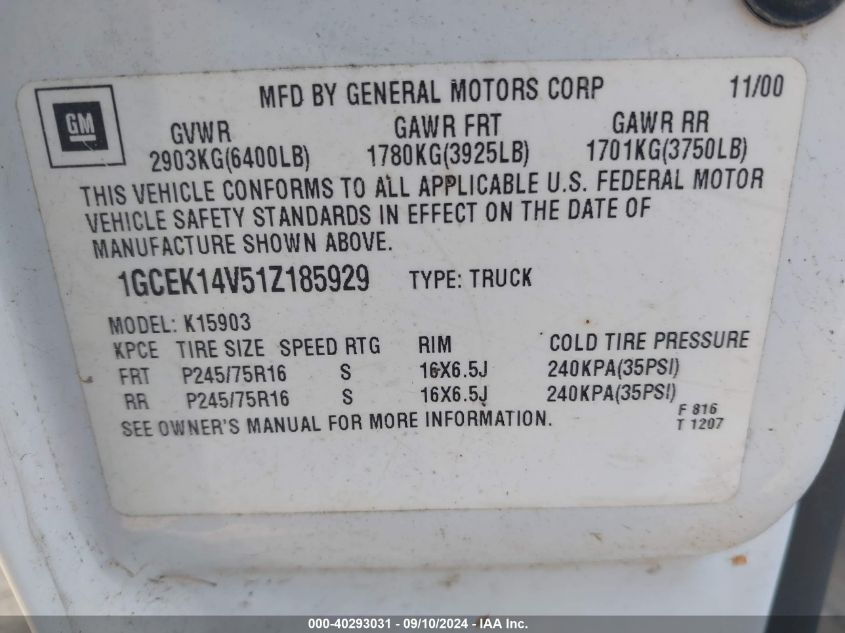 MFD BY GENERAL MOTORS CORP 11/00
GM
GVWR GAWR FRT GAWR RR
2903KG(6400LB) 1780KG(3925LB) 1701KG(3750LB)
THIS VEHICLE CONFORMS TO ALL APPLICABLE U.S. FEDERAL MOTOR
VEHICLE SAFETY STANDARDS IN EFFECT ON THE DATE OF
MANUFACTURE SHOWN ABOVE.
1GCEK14V51Z185929 TYPE: TRUCK
MODEL: K15903
KPCE TIRE SIZE SPEED RTG RIM COLD TIRE PRESSURE
FRT P245/75R16 S 16X6.5J 240KPA(35PSI)
RR P245/75R16 S 16X6.5J 240KPA(35PSI)
SEE OWNER'S MANUAL FOR MORE INFORMATION.
F 816
T 1207
000-40293031 - 09/10/2024 - IAA Inc.